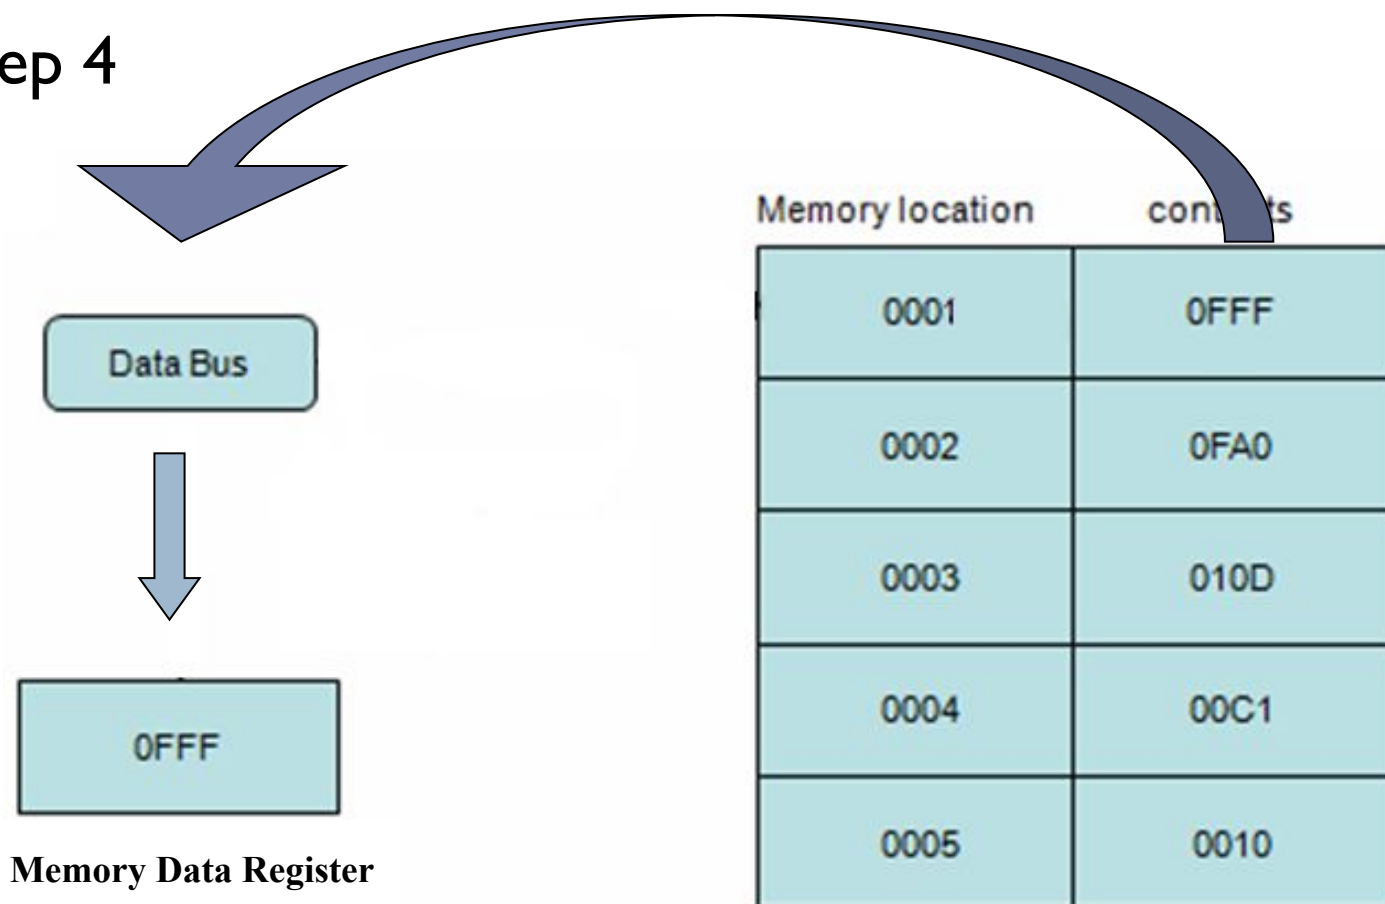 ep 4
Memory location
Data Bus
0FFF
Memory Data Register
0001 0FFF
0002 0FA0
0003 010D
0004 00C1
0005 0010